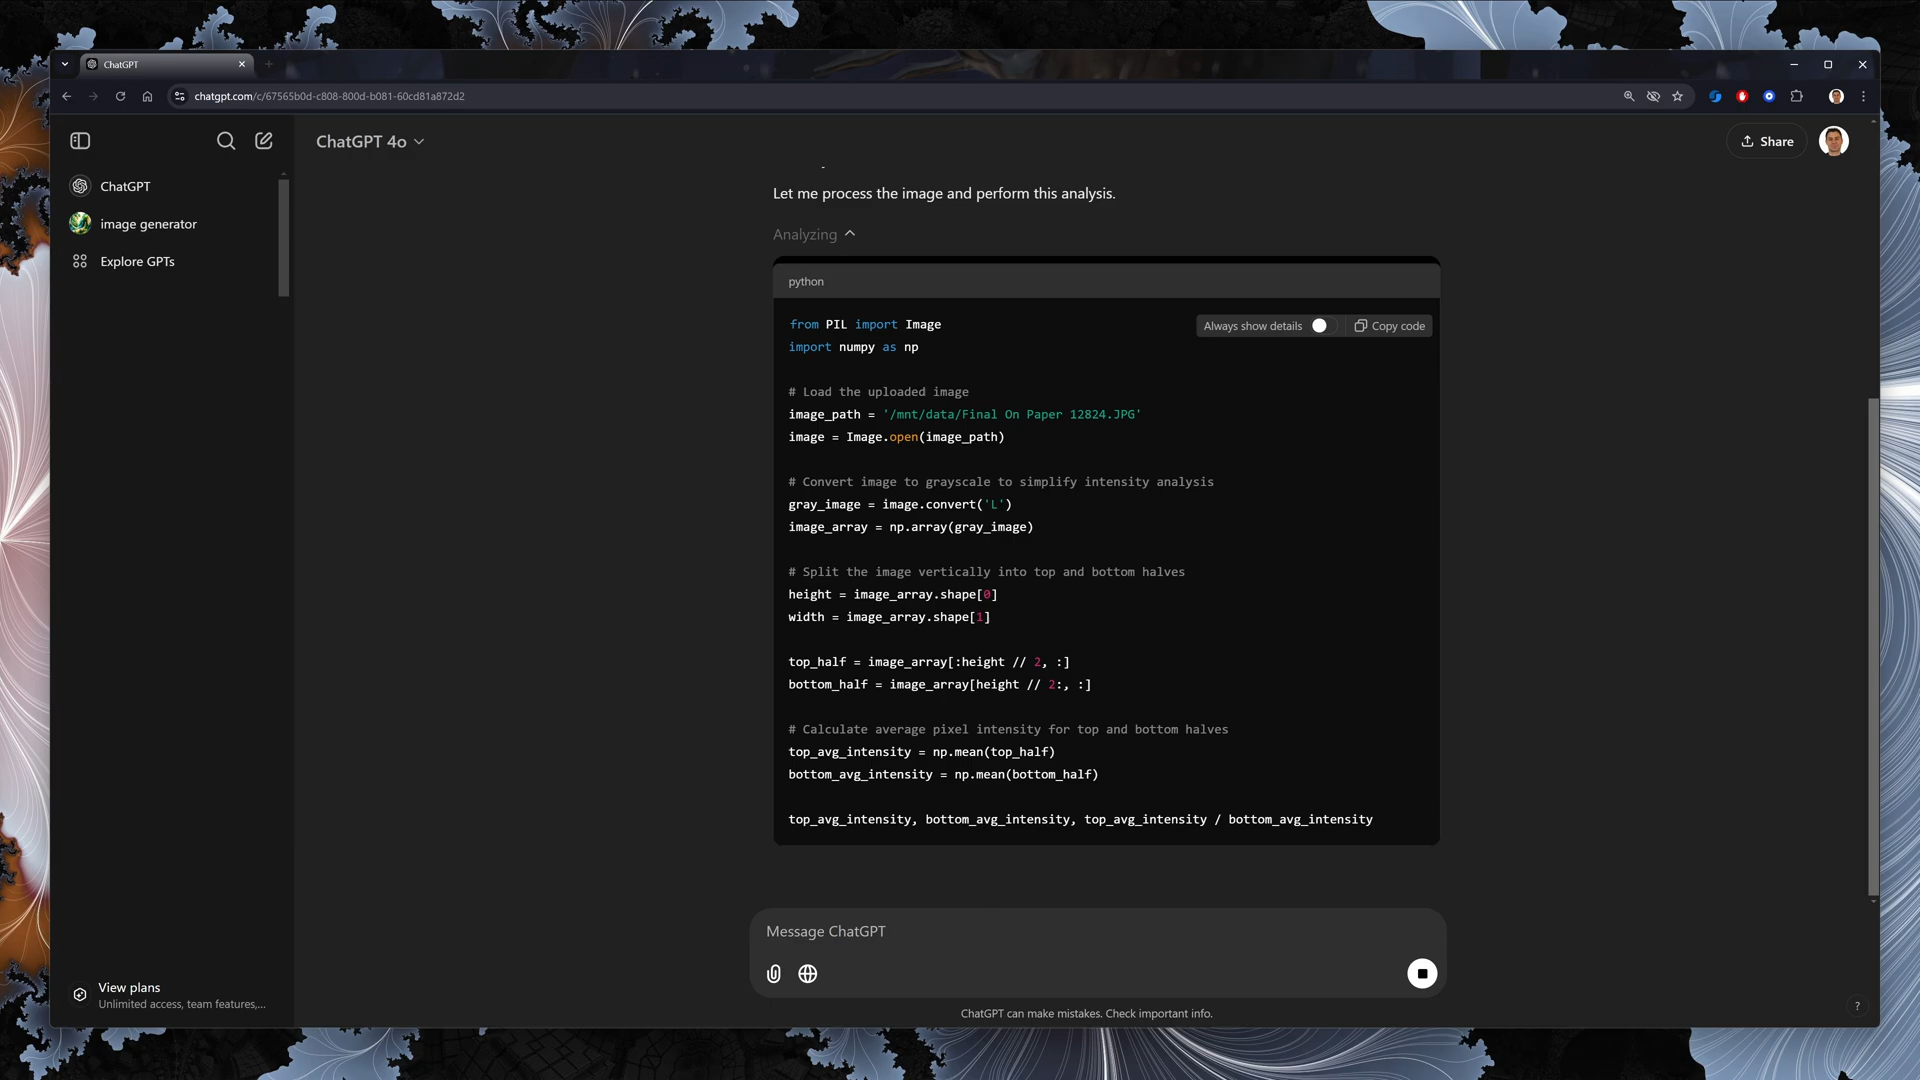 ChatGPT
chatgpt.com/c/67565b0d-c808-800d-b081-60cd81a872d2
ChatGPT 4o
Share
ChatGPT
image generator
Explore GPTs
Let me process the image and perform this analysis.
Analyzing
python
Always show details
Copy code
from PIL import Image
import numpy as np
# Load the uploaded image
image_path = '/mnt/data/Final On Paper 12824.JPG'
image = Image.open(image_path)
# Convert image to grayscale to simplify intensity analysis
gray_image = image.convert('L')
image_array = np.array(gray_image)
# Split the image vertically into top and bottom halves
height = image_array.shape[0]
width = image_array.shape[1]
top_half = image_array[:height // 2, :]
bottom_half = image_array[height // 2:, :]
# Calculate average pixel intensity for top and bottom halves
top_avg_intensity = np.mean(top_half)
bottom_avg_intensity = np.mean(bottom_half)
top_avg_intensity, bottom_avg_intensity, top_avg_intensity / bottom_avg_intensity
Message ChatGPT
View plans
Unlimited access, team features,...
ChatGPT can make mistakes. Check important info.
?